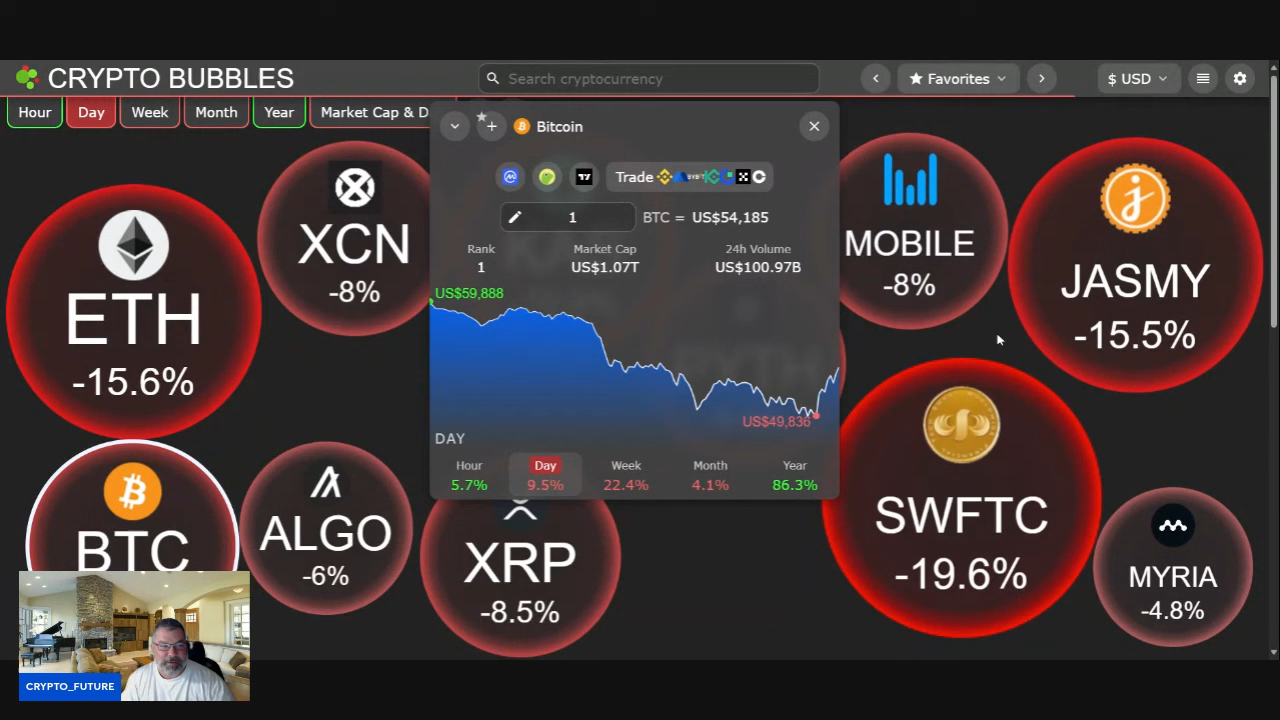 CRYPTO BUBBLES
Search cryptocurrency
Favorites
$ USD
Hour
Day
Week
Month
Year
Market Cap & D
Bitcoin
Trade
1
BTC = US$54,185
Rank
Market Cap
24h Volume
1
US$1.07T
US$100.97B
US$59,888
US$49,836
DAY
Hour
Day
Week
Month
Year
5.7%
9.5%
22.4%
4.1%
86.3%
ETH
-15.6%
XCN
-8%
MOBILE
-8%
JASMY
-15.5%
BTC
ALGO
-6%
XRP
-8.5%
SWFTC
-19.6%
MYRIA
-4.8%
CRYPTO_FUTURE